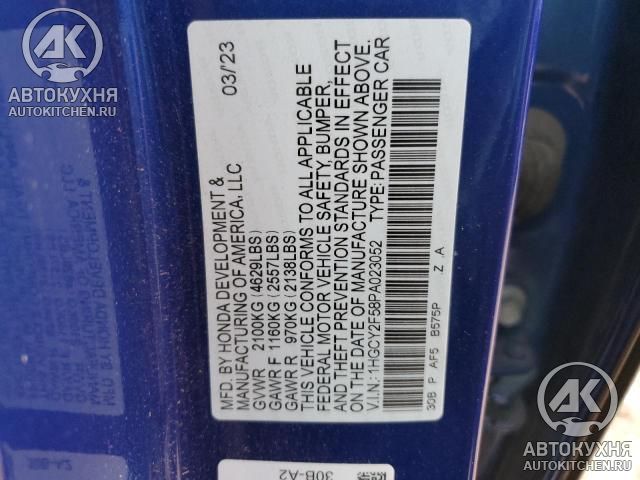 MFD. BY HONDA DEVELOPMENT &
MANUFACTURING OF AMERICA, LLC
03/'23
GVWR 2100KG (4629LBS)
GAWR F 1160KG (2557LBS)
GAWR R 970KG (2138LBS)
THIS VEHICLE CONFORMS TO ALL APPLICABLE
FEDERAL MOTOR VEHICLE SAFETY, BUMPER,
AND THEFT PREVENTION STANDARDS IN EFFECT
ON THE DATE OF MANUFACTURE SHOWN ABOVE.
V.I.N.: 1HGCY2F58PA023052 TYPE: PASSENGER CAR
30B P AF5 B575P Z A
30B-A2
AK
АВТОКУХНЯ
AUTOKITCHEN.RU
AK
АВТОКУХНЯ
AUTOKITCHEN.RU